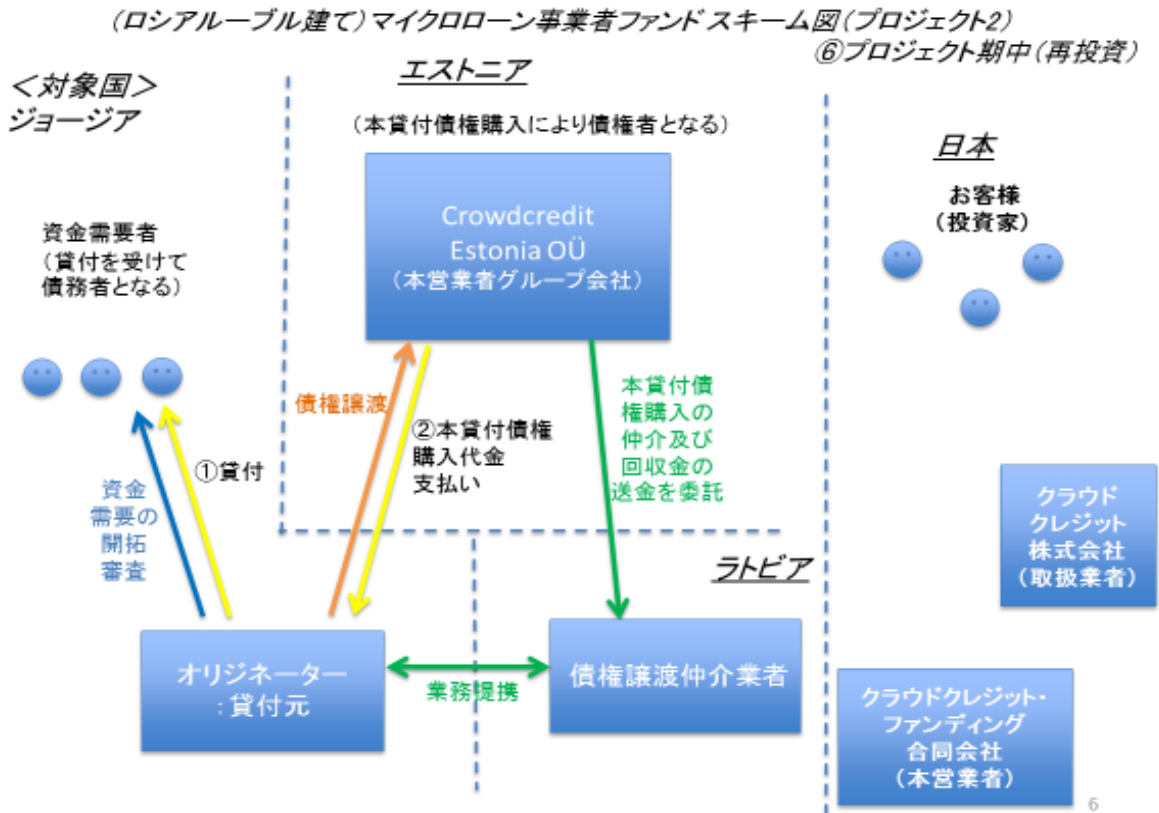 (ロシアルーブル建て)マイクロローン事業者ファンドスキーム図(プロジェクト2)
⑥プロジェクト期中(再投資)
<対象国>
ジョージア
エストニア
(本貸付債権購入により債権者となる)
日本
お客様
(投資家)
資金需要者
(貸付を受けて
債務者となる)
Crowdcredit
Estonia OÜ
(本営業者グループ会社)
債権譲渡
②本貸付債権
購入代金
支払い
本貸付債
権購入の
仲介及び
回収金の
送金を委託
①貸付
資金
需要の
開拓
審査
ラトビア
クラウド
クレジット
株式会社
(取扱業者)
オリジネーター
:貸付元
業務提携
債権譲渡仲介業者
クラウドクレジット・
ファンディング
合同会社
(本営業者)
6